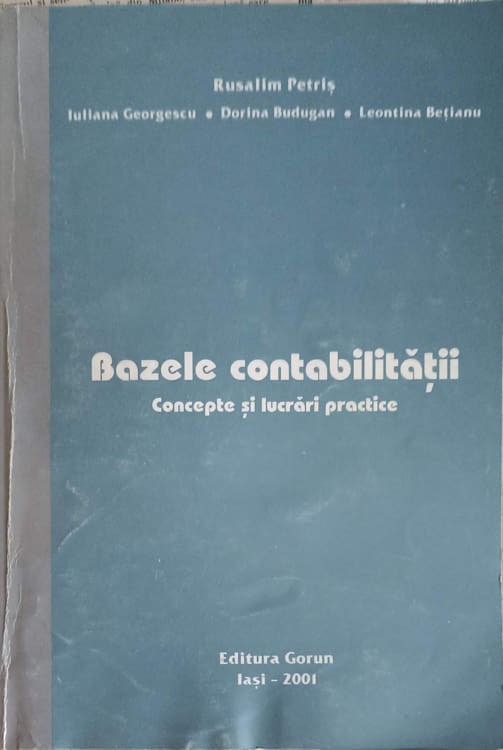 Rusalim Petriș
Iuliana Georgescu • Dorina Budugan • Leontina Bețianu
Bazele contabilității
Concepte și lucrări practice
Editura Gorun
Iași - 2001